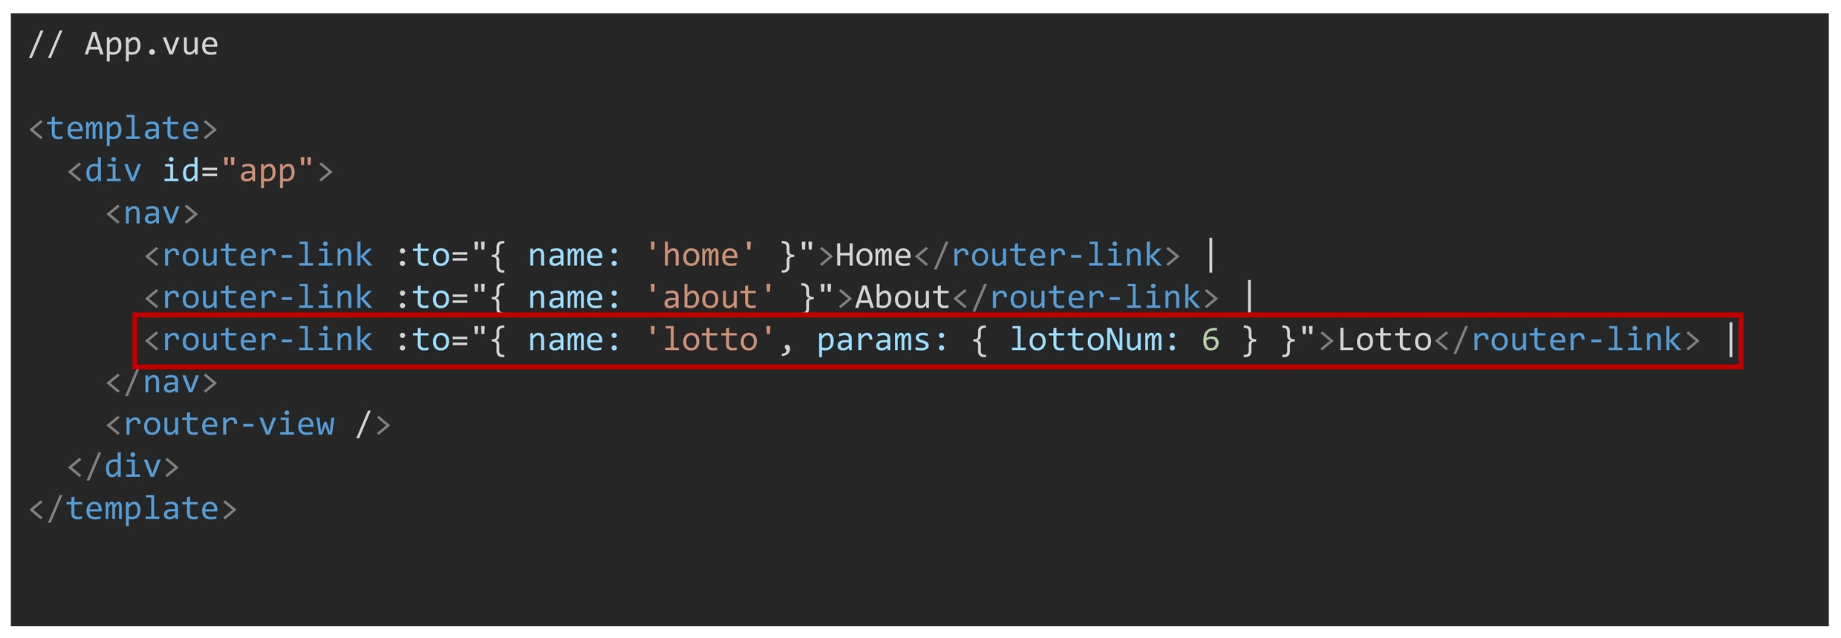 // App.vue
<template>
<div id="app">
<nav>
<router-link :to="{ name: 'home' }">Home</router-link> |
<router-link :to="{ name: 'about' }">About</router-link> |
<router-link :to="{ name: 'lotto', params: { lottoNum: 6 } }">Lotto</router-link> |
</nav>
<router-view />
</div>
</template>